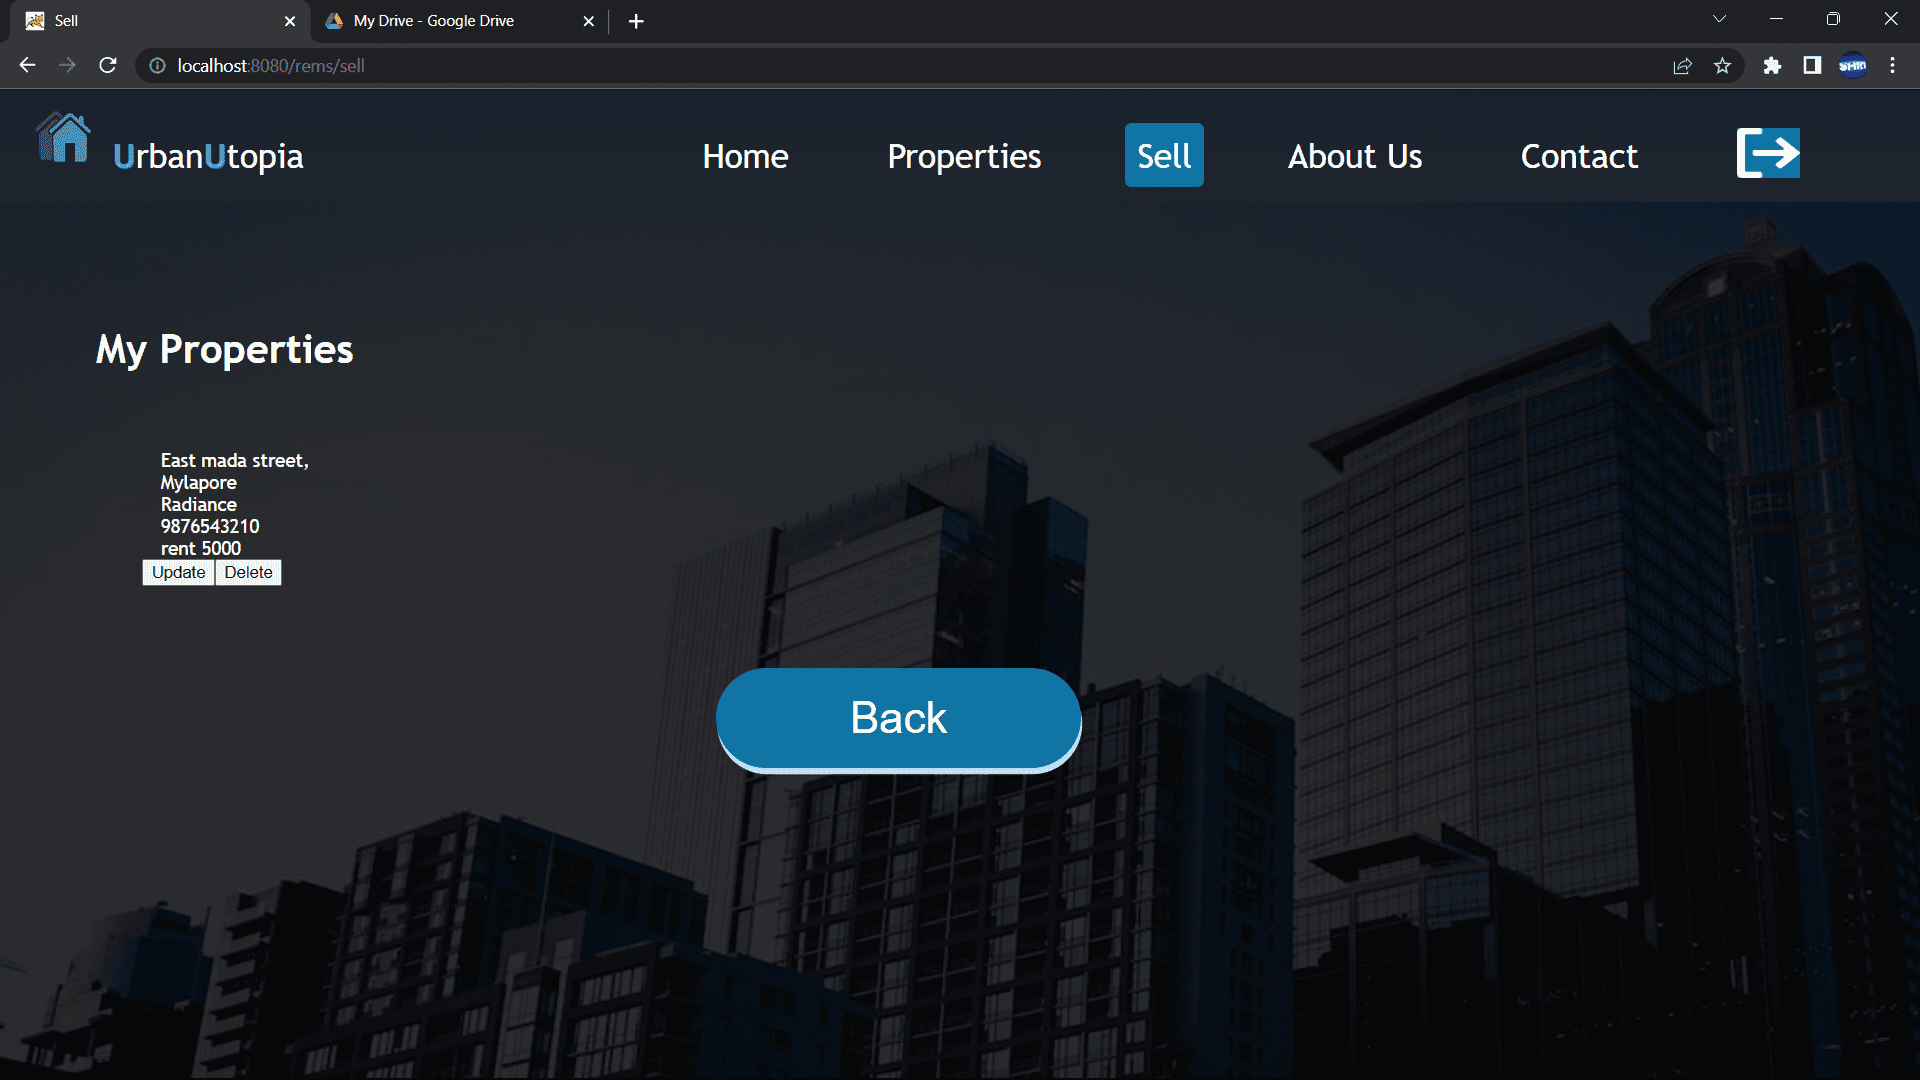 Sell
My Drive - Google Drive
localhost:8080/rems/sell
UrbanUtopia
Home
Properties
Sell
About Us
Contact
My Properties
East mada street,
Mylapore
Radiance
9876543210
rent 5000
Update
Delete
Back